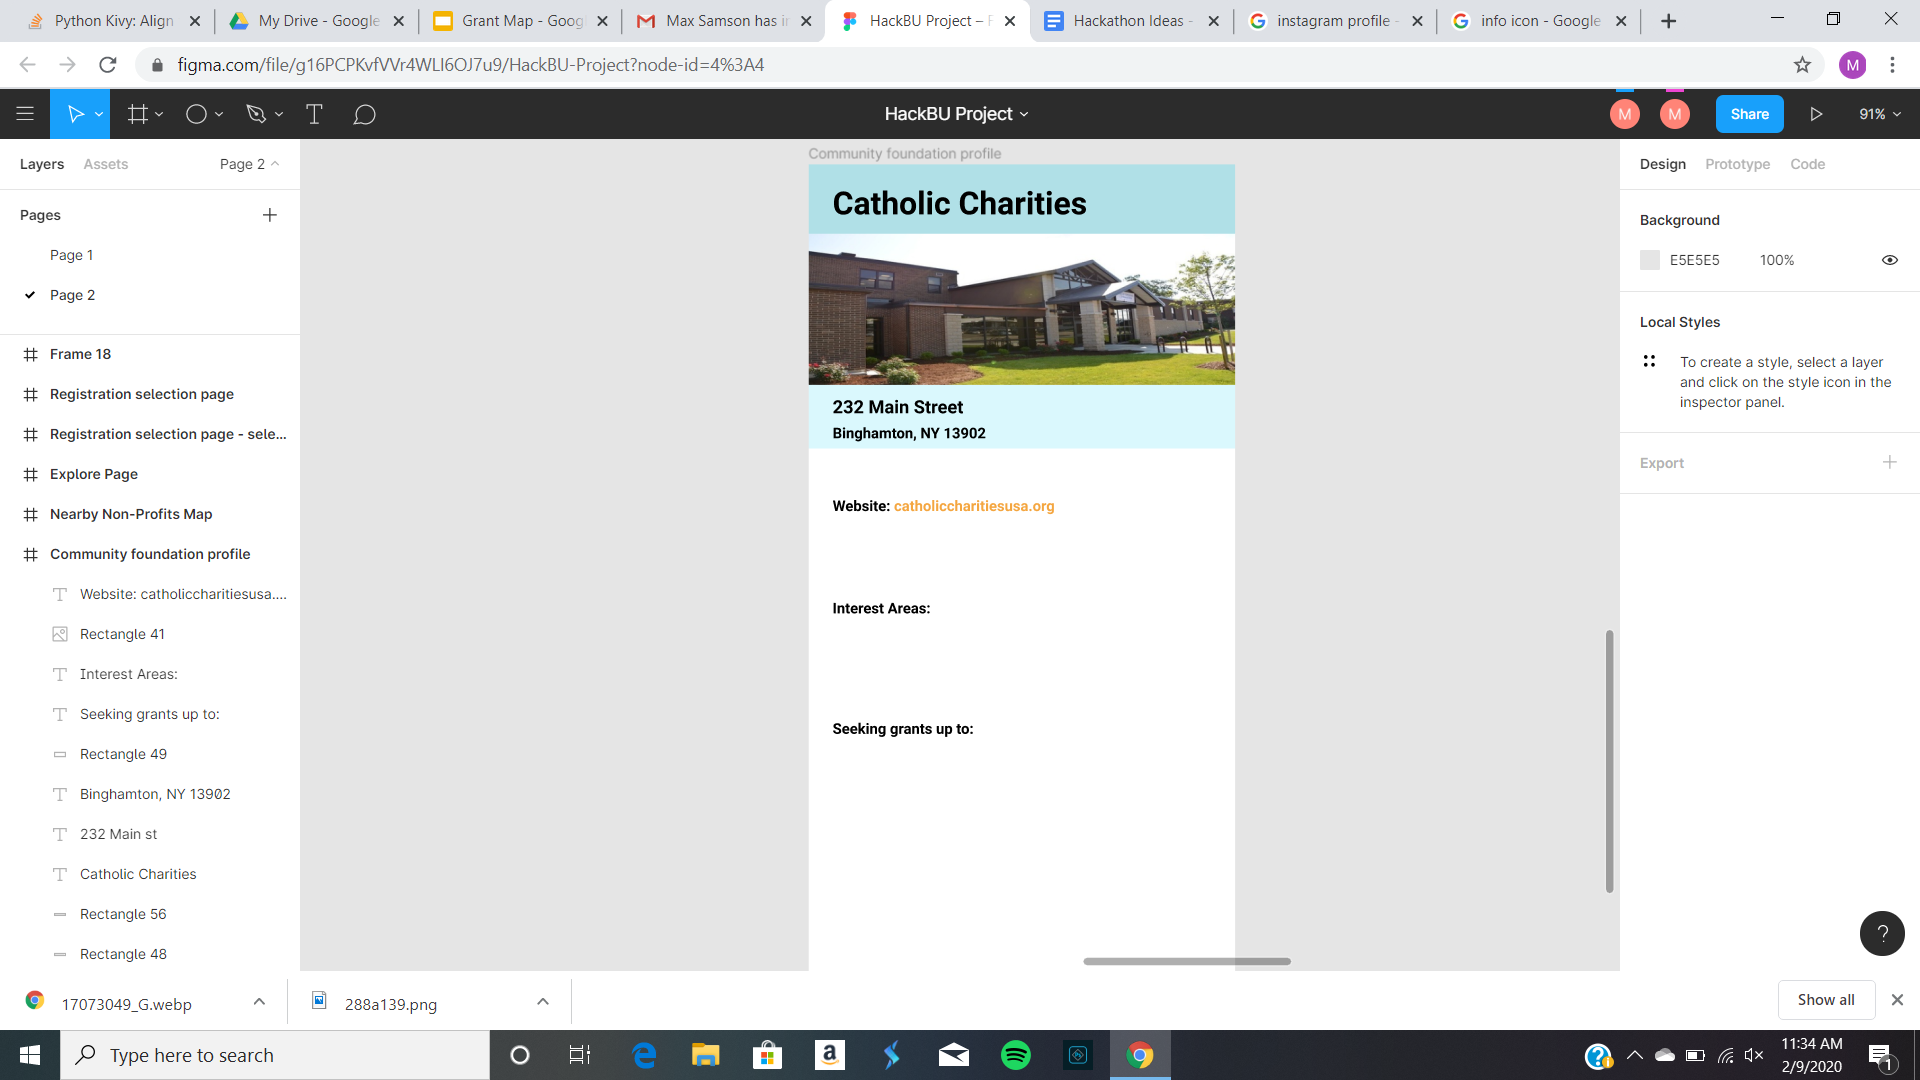 Python Kivy: Align
My Drive - Google
Grant Map - Goog
Max Samson has in
HackBU Project –
Hackathon Ideas -
instagram profile -
info icon - Google
figma.com/file/g16PCPKvfVVr4WLI6OJ7u9/HackBU-Project?node-id=4%3A4
M
HackBU Project
M
M
Share
91%
Layers
Assets
Page 2
Pages
Page 1
Page 2
Frame 18
Registration selection page
Registration selection page - sele...
Explore Page
Nearby Non-Profits Map
Community foundation profile
Website: catholiccharitiesusa....
Rectangle 41
Interest Areas:
Seeking grants up to:
Rectangle 49
Binghamton, NY 13902
232 Main st
Catholic Charities
Rectangle 56
Rectangle 48
Community foundation profile
Catholic Charities
232 Main Street
Binghamton, NY 13902
Website: catholiccharitiesusa.org
Interest Areas:
Seeking grants up to:
Design
Prototype
Code
Background
E5E5E5
100%
Local Styles
To create a style, select a layer
and click on the style icon in the
inspector panel.
Export
?
17073049_G.webp
288a139.png
Show all
Type here to search
11:34 AM
2/9/2020
1